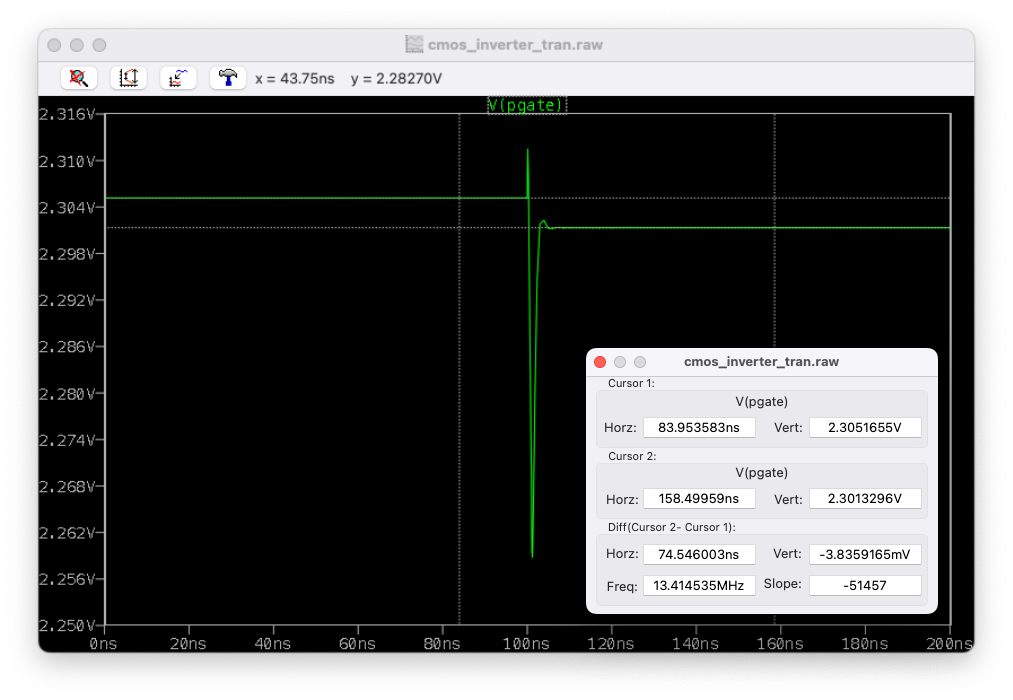 cmos_inverter_tran.raw
x = 43.75ns y = 2.28270V
V(pgate)
2.316V
2.310V
2.304V
2.298V
2.292V
2.286V
2.280V
2.274V
2.268V
2.262V
2.256V
2.250V
0ns 20ns 40ns 60ns 80ns 100ns 120ns 140ns 160ns 180ns 200ns
cmos_inverter_tran.raw
Cursor 1:
V(pgate)
Horz: 83.953583ns Vert: 2.3051655V
Cursor 2:
V(pgate)
Horz: 158.49959ns Vert: 2.3013296V
Diff(Cursor 2- Cursor 1):
Horz: 74.546003ns Vert: -3.8359165mV
Freq: 13.414535MHz Slope: -51457